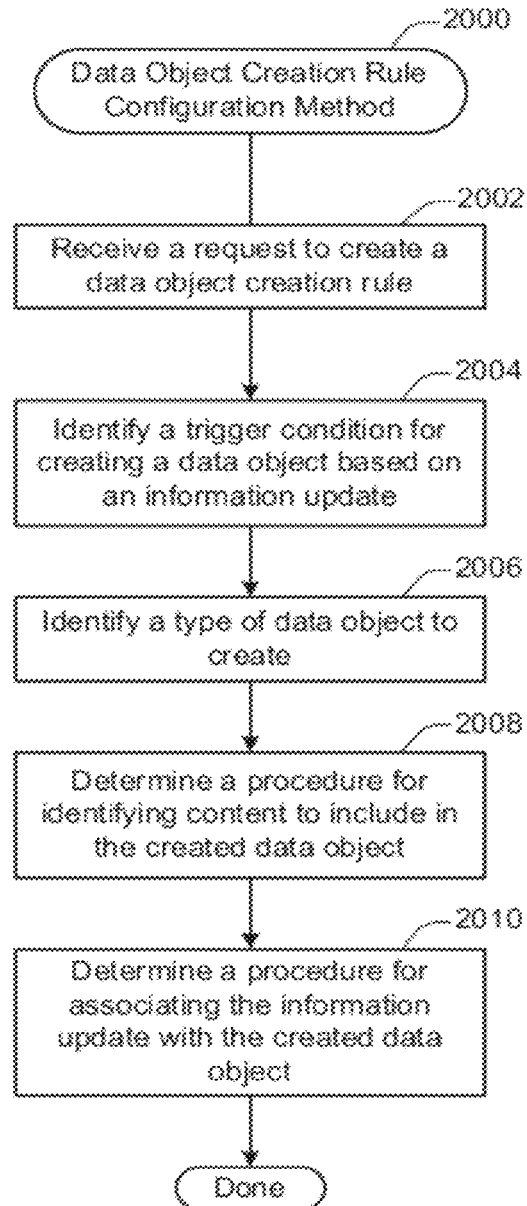 2000
Data Object Creation Rule
Configuration Method
2002
Receive a request to create a
data object creation rule
2004
Identify a trigger condition for
creating a data object based on
an information update
2006
Identify a type of data object to
create
2008
Determine a procedure for
identifying content to include in
the created data object
2010
Determine a procedure for
associating the information
update with the created data
object
Done